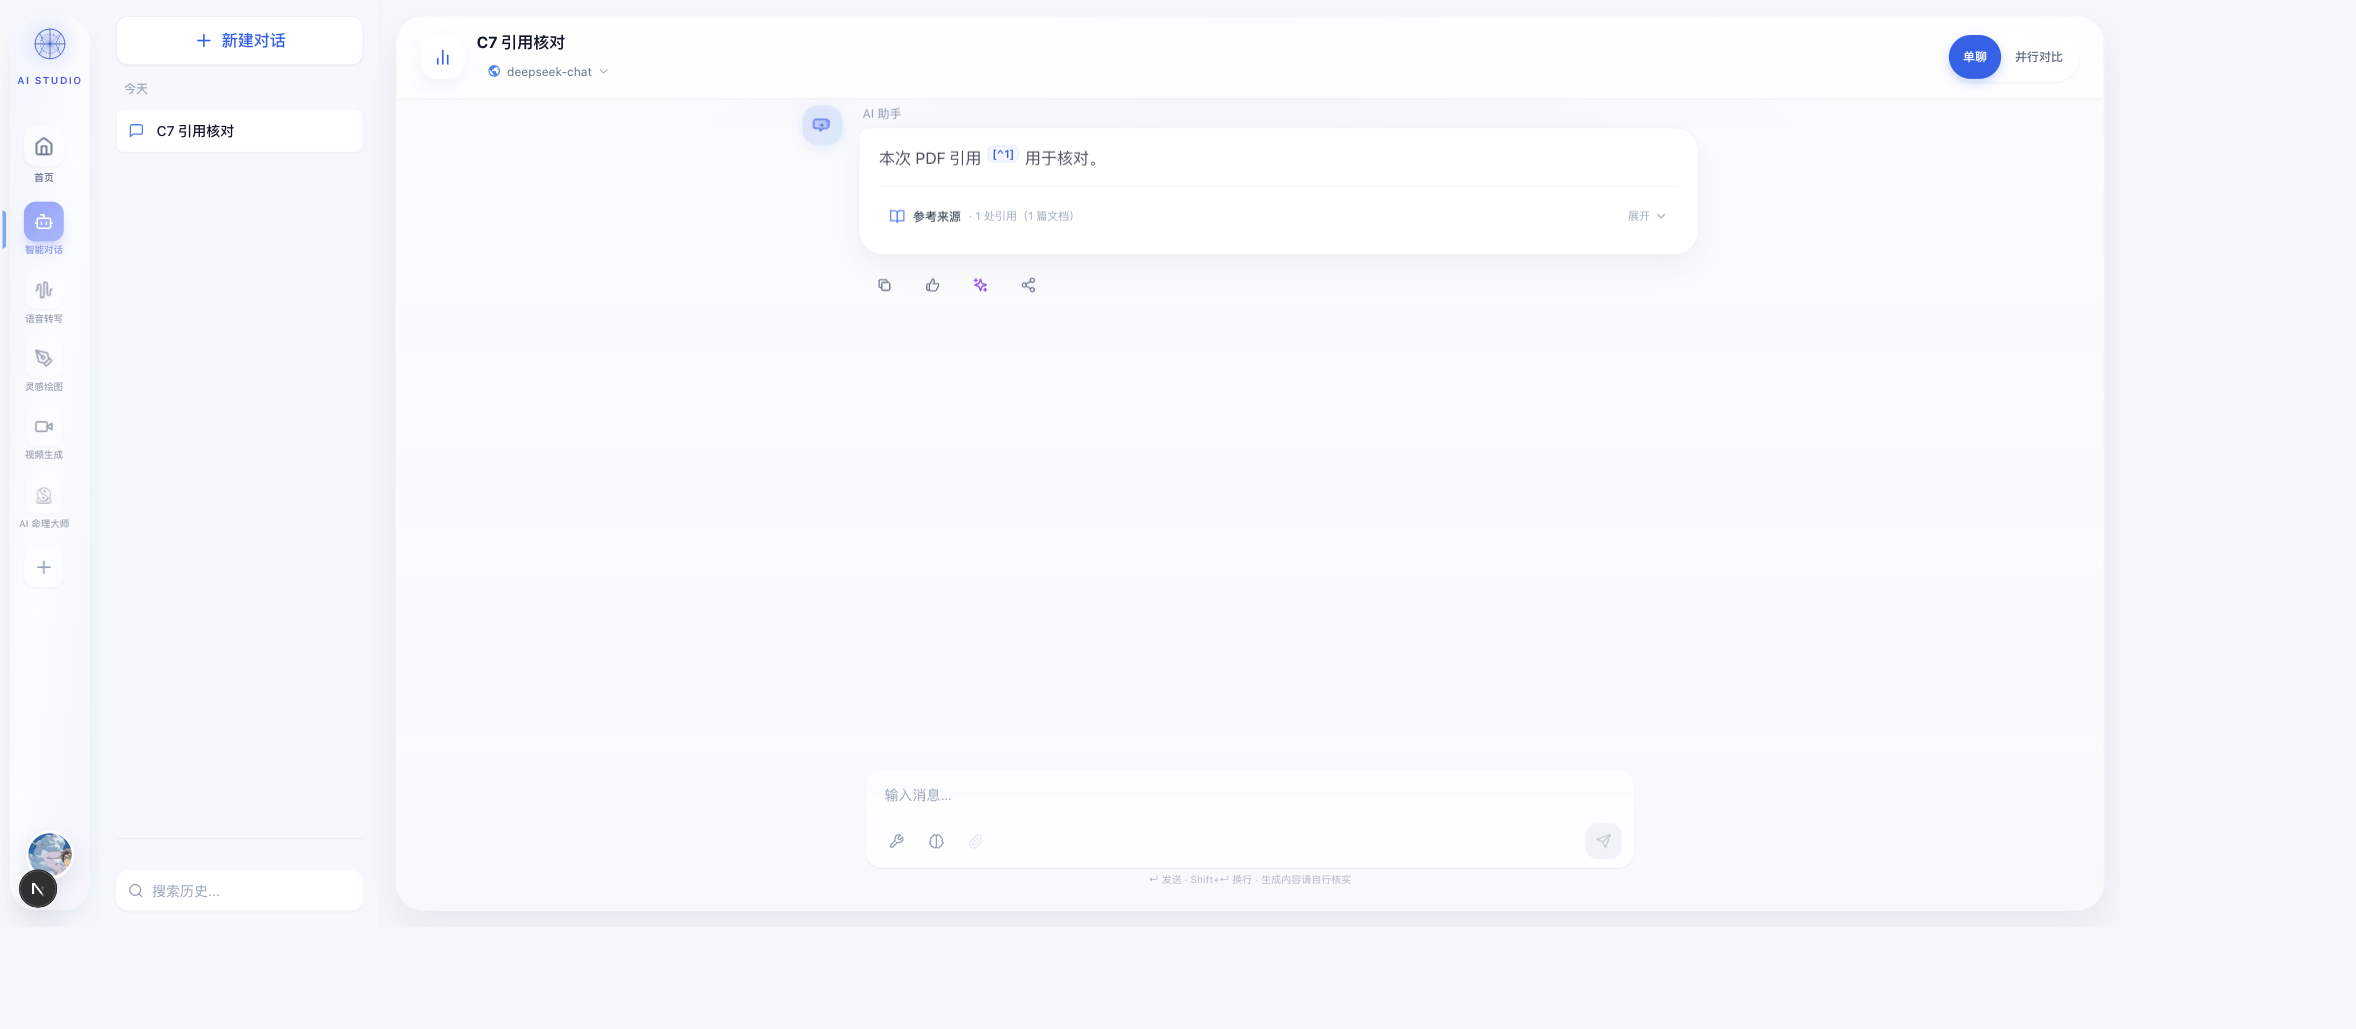 AI STUDIO
首页
智能对话
语音转写
灵感绘图
视频生成
AI 命理大师
新建对话
今天
C7 引用核对
搜索历史...
C7 引用核对
deepseek-chat
单聊
并行对比
AI 助手
本次 PDF 引用 [^1] 用于核对。
参考来源 · 1 处引用 (1 篇文档) 展开
输入消息...
↵ 发送 · Shift+↵ 换行 · 生成内容请自行核实
N